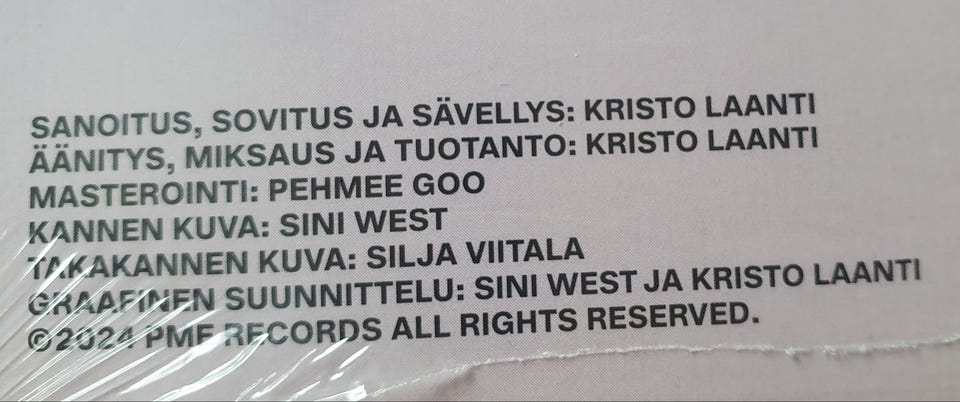 SANOITUS, SOVITUS JA SÄVELLYS: KRISTO LAANTI
ÄÄNITYS, MIKSAUS JA TUOTANTO: KRISTO LAANTI
MASTEROINTI: PEHMEE GOO
KANNEN KUVA: SINI WEST
TAKAKANNEN KUVA: SILJA VIITALA
GRAAFINEN SUUNNITTELU: SINI WEST JA KRISTO LAANTI
©2024 PME RECORDS ALL RIGHTS RESERVED.